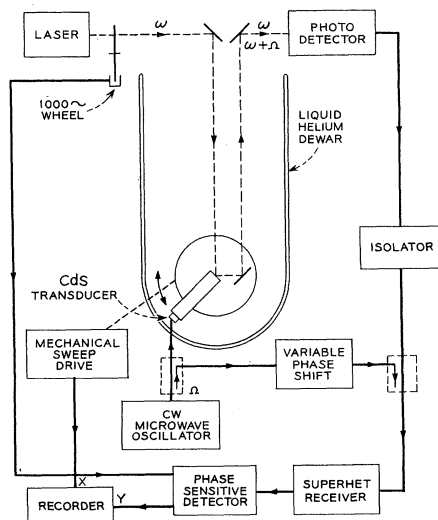 LASER
ω
ω
ω+Ω
PHOTO
DETECTOR
1000~
WHEEL
LIQUID
HELIUM
DEWAR
ISOLATOR
CdS
TRANSDUCER
MECHANICAL
SWEEP
DRIVE
Ω
VARIABLE
PHASE
SHIFT
CW
MICROWAVE
OSCILLATOR
X
RECORDER
Y
PHASE
SENSITIVE
DETECTOR
SUPERHET
RECEIVER